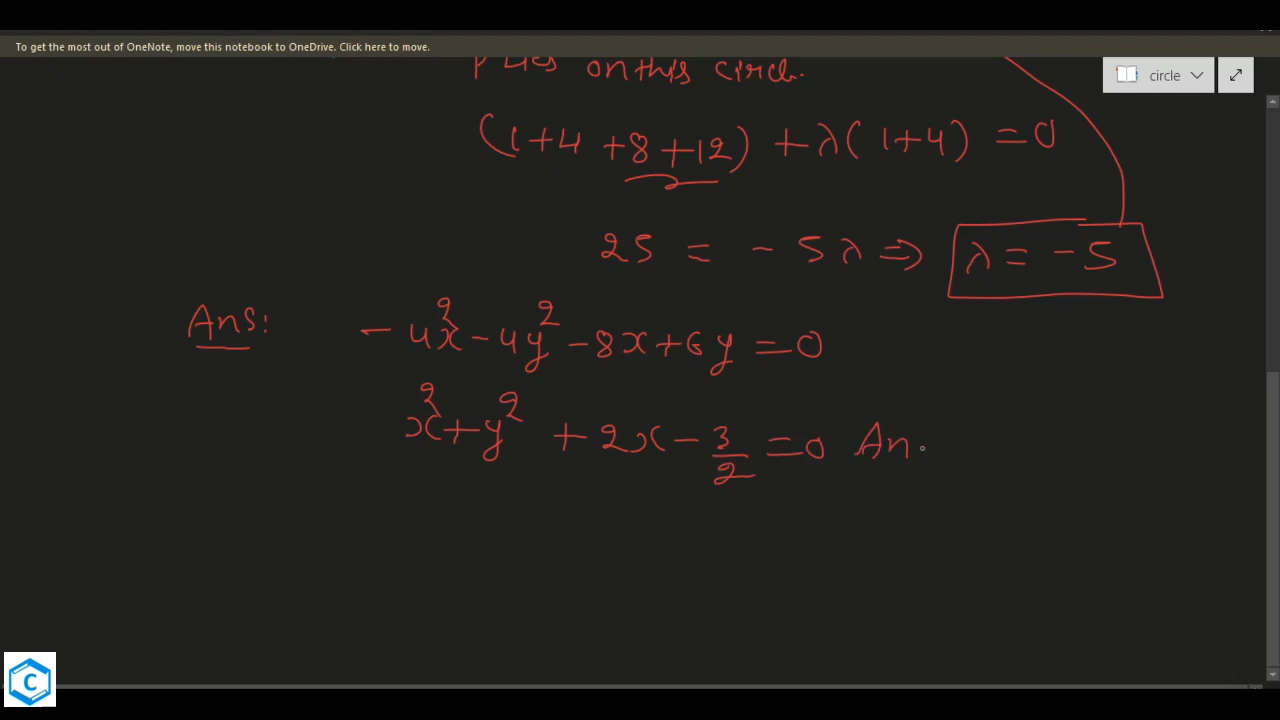 To get the most out of OneNote, move this notebook to OneDrive. Click here to move.
P lies on this circle.
circle
(1+4 +8 +12) + λ(1+4) = 0
25 = - 5λ ⇒ λ = - 5
Ans: - 4x² - 4y² - 8x + 6y = 0
x² + y² + 2x - 3/2 = 0 An
C